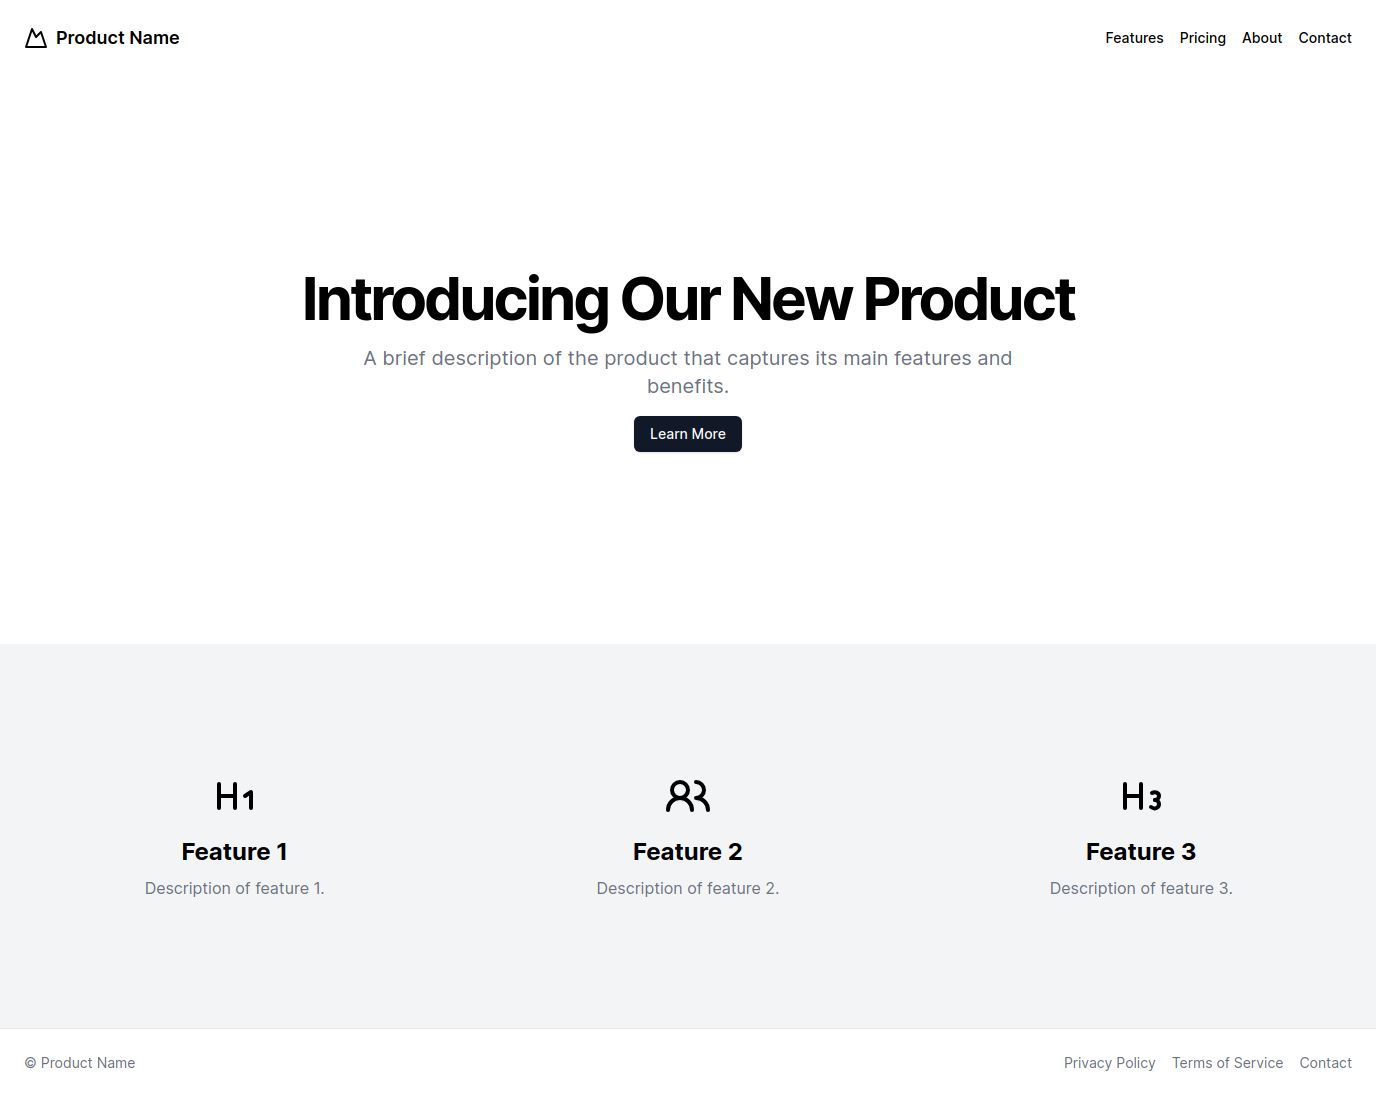 Product Name
Features Pricing About Contact
Introducing Our New Product
A brief description of the product that captures its main features and
benefits.
Learn More
H1
H3
Feature 1
Feature 2
Feature 3
Description of feature 1.
Description of feature 2.
Description of feature 3.
© Product Name
Privacy Policy Terms of Service Contact